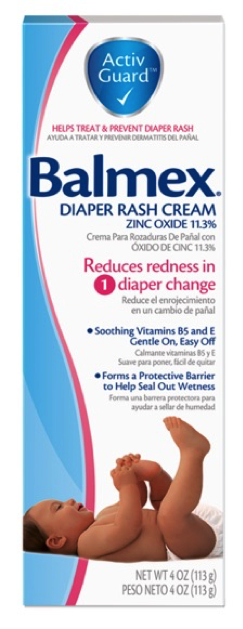 Activ
Guard™
HELPS TREAT & PREVENT DIAPER RASH
AYUDA A TRATAR Y PREVENIR DERMATITIS DEL PAÑAL
Balmex®
DIAPER RASH CREAM
ZINC OXIDE 11.3%
Crema Para Rozaduras De Pañal con
ÓXIDO DE CINC 11.3%
Reduces redness in
1 diaper change
Reduce el enrojecimiento
en un cambio de pañal
• Soothing Vitamins B5 and E
Gentle On, Easy Off
Calmante vitaminas B5 y E
Suave para poner, fácil de quitar
• Forms a Protective Barrier
to Help Seal Out Wetness
Forma una barrera protectora para
ayudar a sellar de humedad
NET WT 4 OZ (113 g)
PESO NETO 4 OZ (113 g)